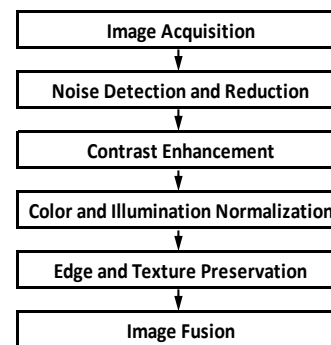 Image Acquisition
Noise Detection and Reduction
Contrast Enhancement
Color and Illumination Normalization
Edge and Texture Preservation
Image Fusion